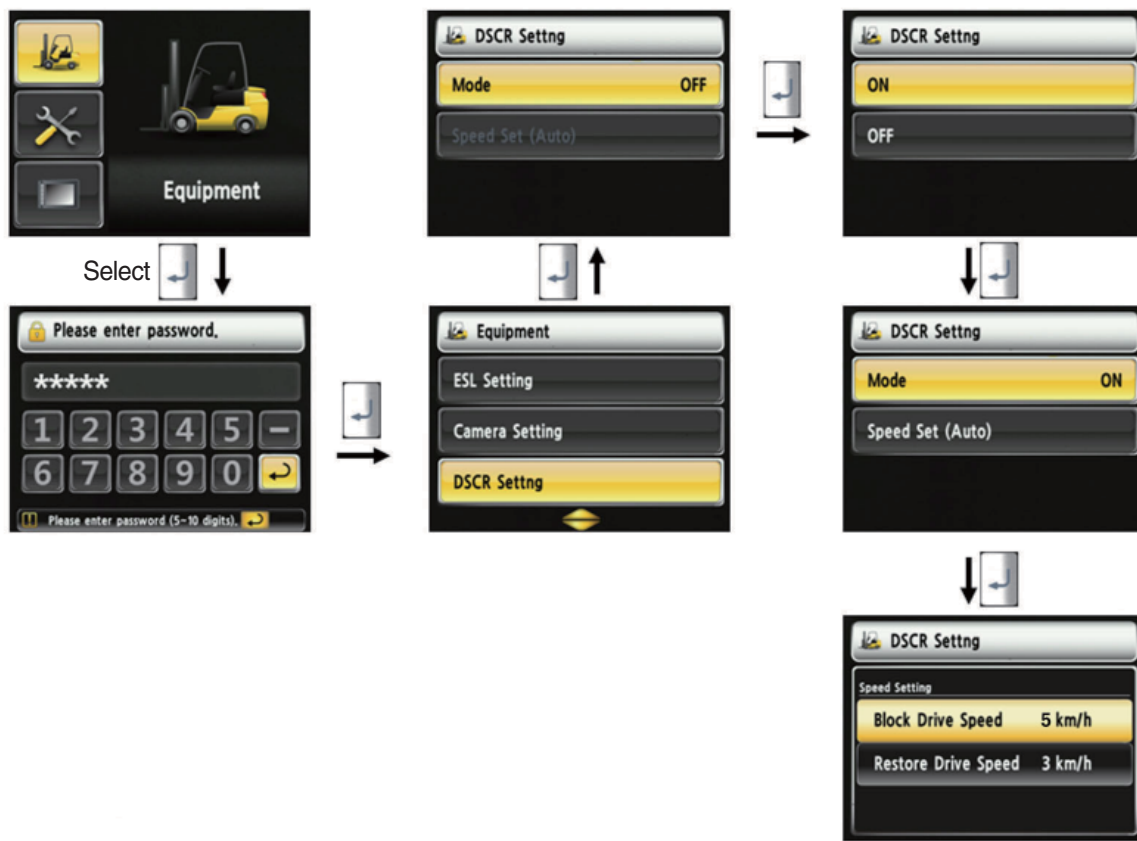 Equipment
Select
Please enter password.
*****
1 2 3 4 5 -
6 7 8 9 0
Please enter password (5-10 digits).
Equipment
ESL Setting
Camera Setting
DSCR Settng
DSCR Settng
Mode OFF
Speed Set (Auto)
DSCR Settng
ON
OFF
DSCR Settng
Mode ON
Speed Set (Auto)
DSCR Settng
Speed Setting
Block Drive Speed 5 km/h
Restore Drive Speed 3 km/h